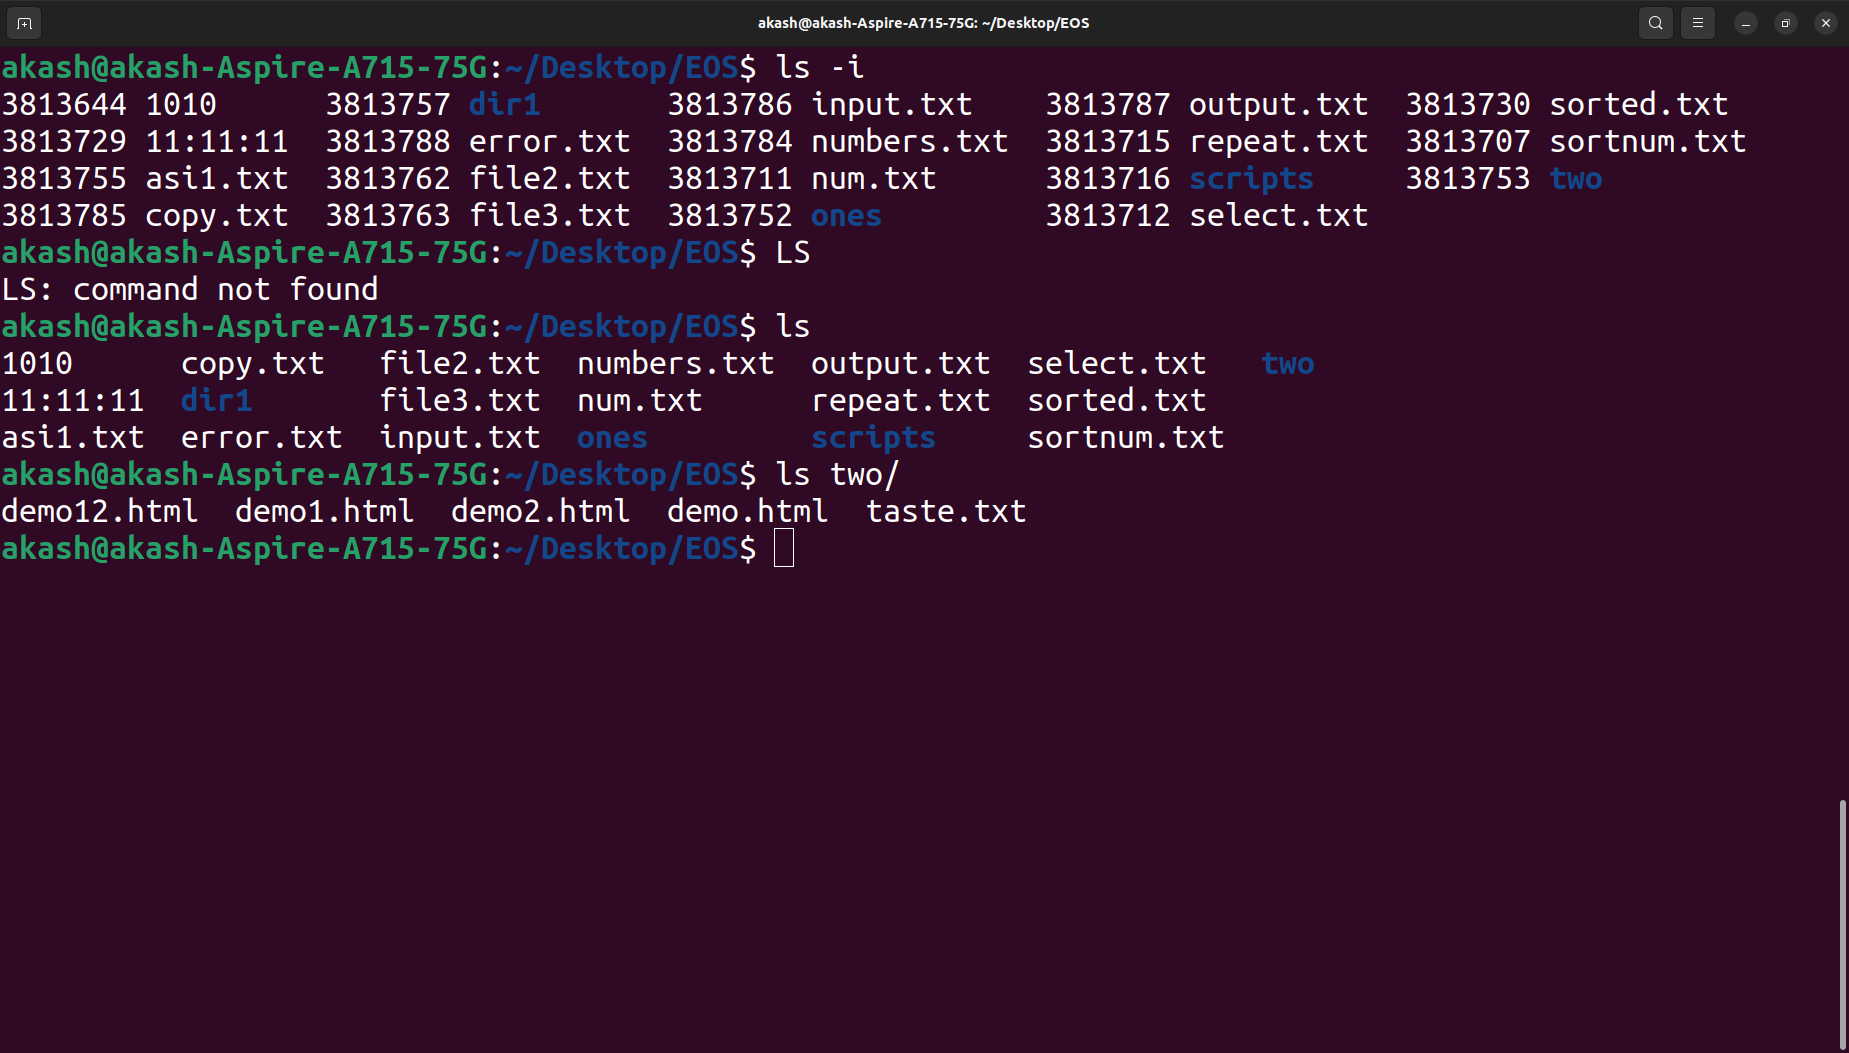 akash@akash-Aspire-A715-75G: ~/Desktop/EOS
akash@akash-Aspire-A715-75G:~/Desktop/EOS$ ls -i
3813644 1010      3813757 dir1       3813786 input.txt    3813787 output.txt  3813730 sorted.txt
3813729 11:11:11  3813788 error.txt  3813784 numbers.txt  3813715 repeat.txt  3813707 sortnum.txt
3813755 asi1.txt  3813762 file2.txt  3813711 num.txt      3813716 scripts     3813753 two
3813785 copy.txt  3813763 file3.txt  3813752 ones         3813712 select.txt
akash@akash-Aspire-A715-75G:~/Desktop/EOS$ LS
LS: command not found
akash@akash-Aspire-A715-75G:~/Desktop/EOS$ ls
1010      copy.txt   file2.txt  numbers.txt  output.txt  select.txt   two
11:11:11  dir1       file3.txt  num.txt      repeat.txt  sorted.txt
asi1.txt  error.txt  input.txt  ones         scripts     sortnum.txt
akash@akash-Aspire-A715-75G:~/Desktop/EOS$ ls two/
demo12.html  demo1.html  demo2.html  demo.html  taste.txt
akash@akash-Aspire-A715-75G:~/Desktop/EOS$